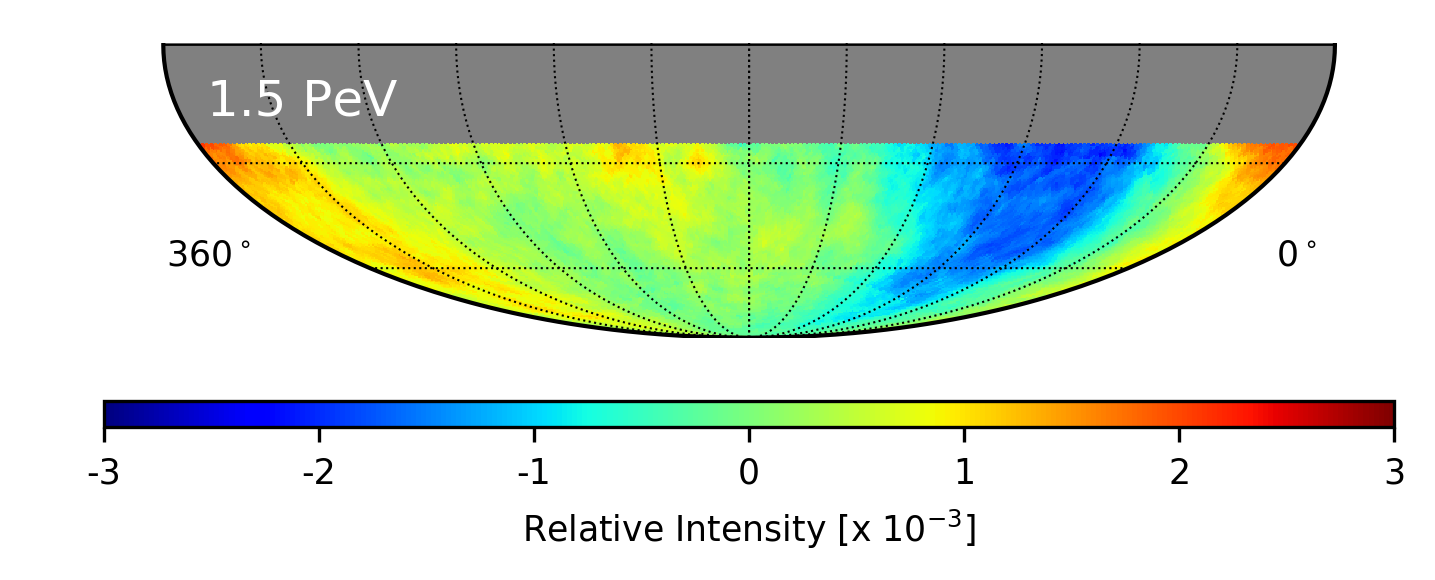 1.5 PeV
360°
0°
-3 -2 -1 0 1 2 3
Relative Intensity [x 10⁻³]